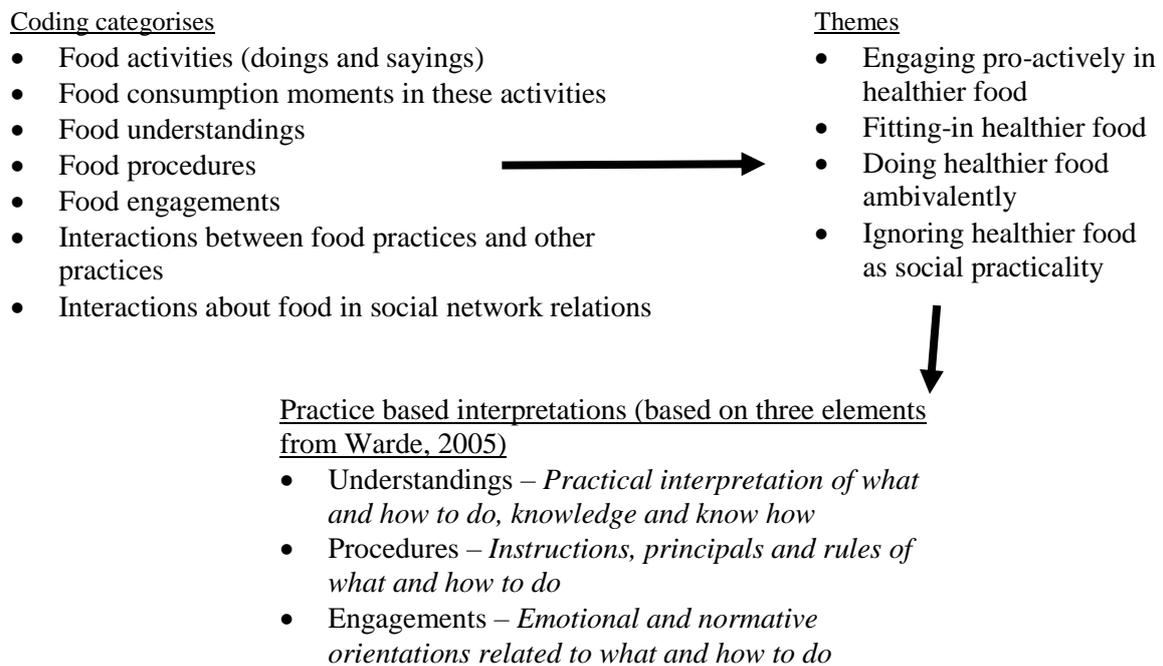 Coding categorises
• Food activities (doings and sayings)
• Food consumption moments in these activities
• Food understandings
• Food procedures
• Food engagements
• Interactions between food practices and other
practices
• Interactions about food in social network relations
Themes
• Engaging pro-actively in
healthier food
• Fitting-in healthier food
• Doing healthier food
ambivalently
• Ignoring healthier food
as social practicality
Practice based interpretations (based on three elements
from Warde, 2005)
• Understandings – Practical interpretation of what
and how to do, knowledge and know how
• Procedures – Instructions, principals and rules of
what and how to do
• Engagements – Emotional and normative
orientations related to what and how to do